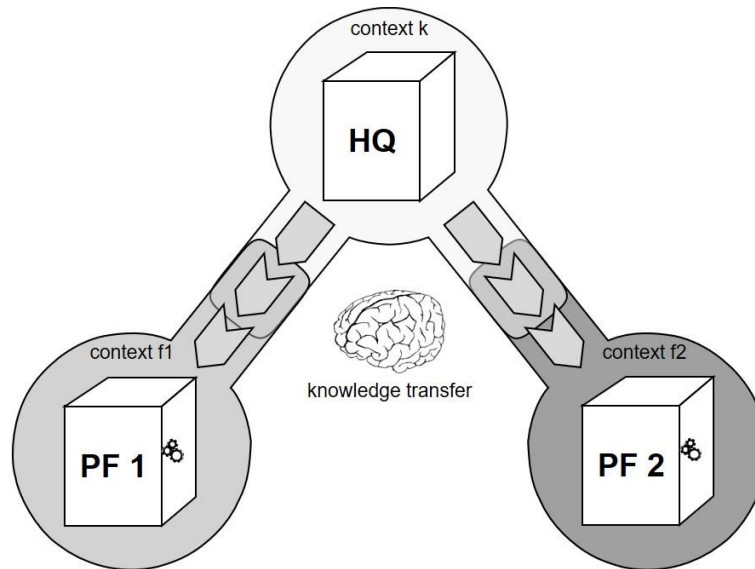 context k
HQ
context f1
context f2
knowledge transfer
PF 1
PF 2